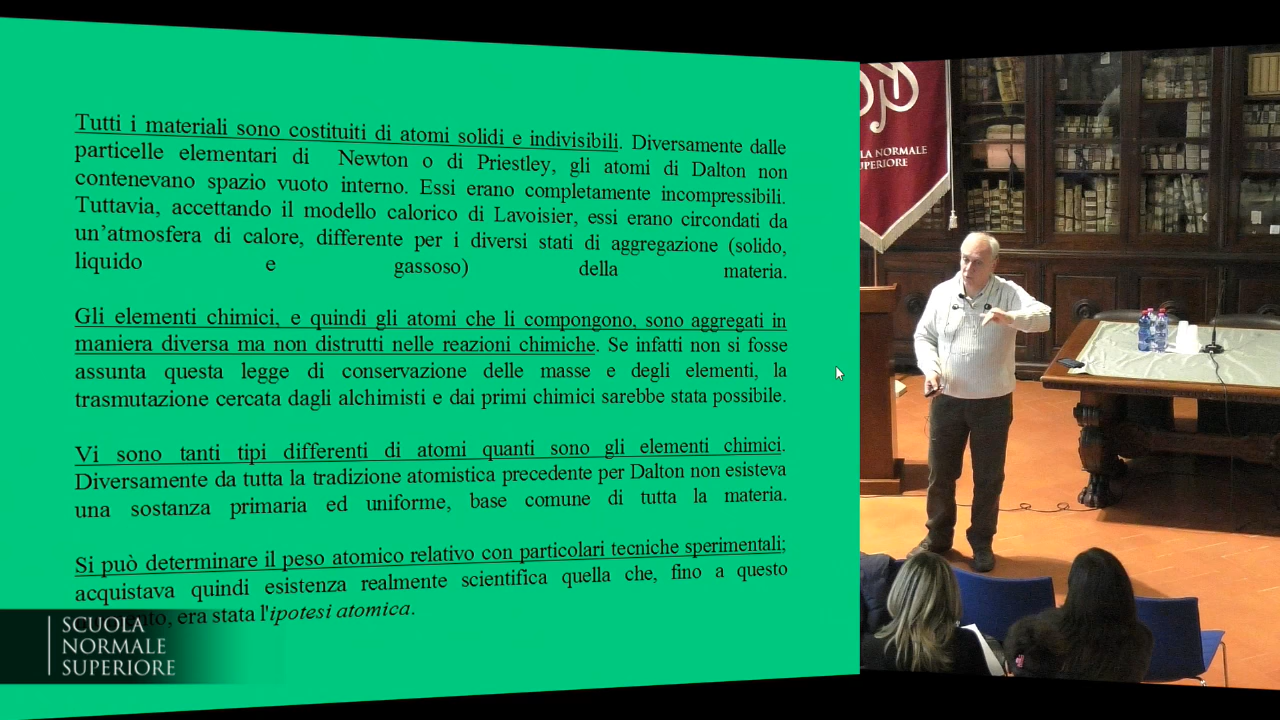 Tutti i materiali sono costituiti di atomi solidi e indivisibili. Diversamente dalle
particelle elementari di Newton o di Priestley, gli atomi di Dalton non
contenevano spazio vuoto interno. Essi erano completamente incompressibili.
Tuttavia, accettando il modello calorico di Lavoisier, essi erano circondati da
un’atmosfera di calore, differente per i diversi stati di aggregazione (solido,
liquido e gassoso) della materia.
Gli elementi chimici, e quindi gli atomi che li compongono, sono aggregati in
maniera diversa ma non distrutti nelle reazioni chimiche. Se infatti non si fosse
assunta questa legge di conservazione delle masse e degli elementi, la
trasmutazione cercata dagli alchimisti e dai primi chimici sarebbe stata possibile.
Vi sono tanti tipi differenti di atomi quanti sono gli elementi chimici.
Diversamente da tutta la tradizione atomistica precedente per Dalton non esisteva
una sostanza primaria ed uniforme, base comune di tutta la materia.
Si può determinare il peso atomico relativo con particolari tecniche sperimentali;
acquistava quindi esistenza realmente scientifica quella che, fino a questo
era stata l'ipotesi atomica.
SCUOLA
NORMALE
SUPERIORE
NORMALE
SUPERIORE